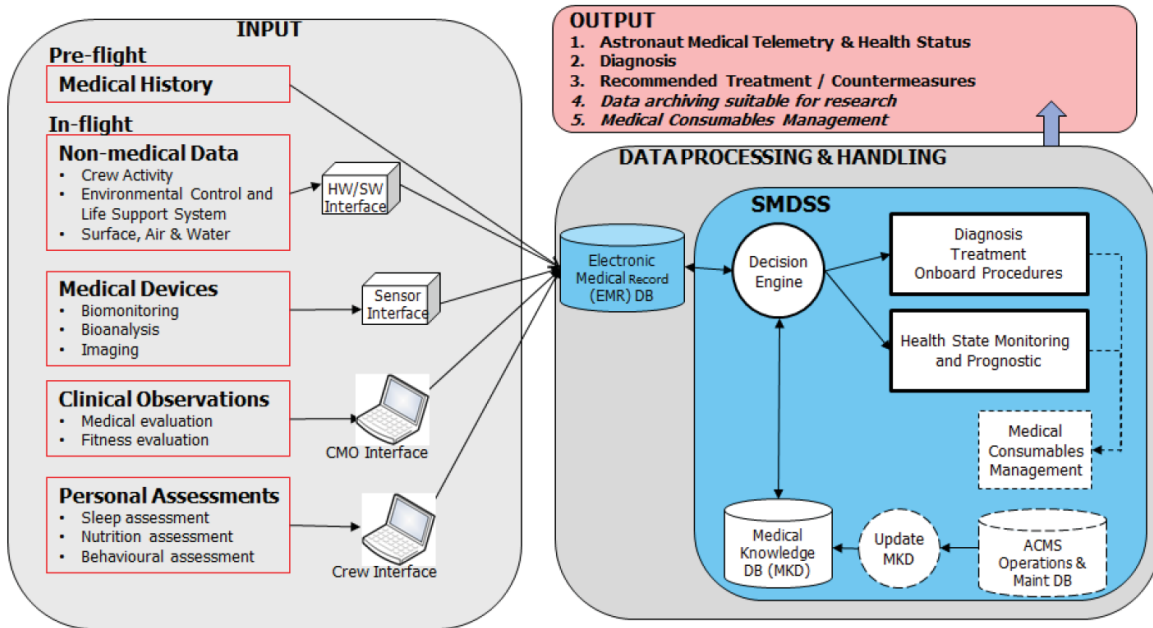 INPUT
Pre-flight
Medical History
In-flight
Non-medical Data
• Crew Activity
• Environmental Control and
Life Support System
• Surface, Air & Water
HW/SW
Interface
Medical Devices
• Biomonitoring
• Bioanalysis
• Imaging
Sensor
Interface
Clinical Observations
• Medical evaluation
• Fitness evaluation
CMO Interface
Personal Assessments
• Sleep assessment
• Nutrition assessment
• Behavioural assessment
Crew Interface
OUTPUT
1. Astronaut Medical Telemetry & Health Status
2. Diagnosis
3. Recommended Treatment / Countermeasures
4. Data archiving suitable for research
5. Medical Consumables Management
DATA PROCESSING & HANDLING
Electronic
Medical Record
(EMR) DB
SMDSS
Decision
Engine
Diagnosis
Treatment
Onboard Procedures
Health State Monitoring
and Prognostic
Medical
Consumables
Management
Medical
Knowledge
DB (MKD)
Update
MKD
ACMS
Operations &
Maint DB